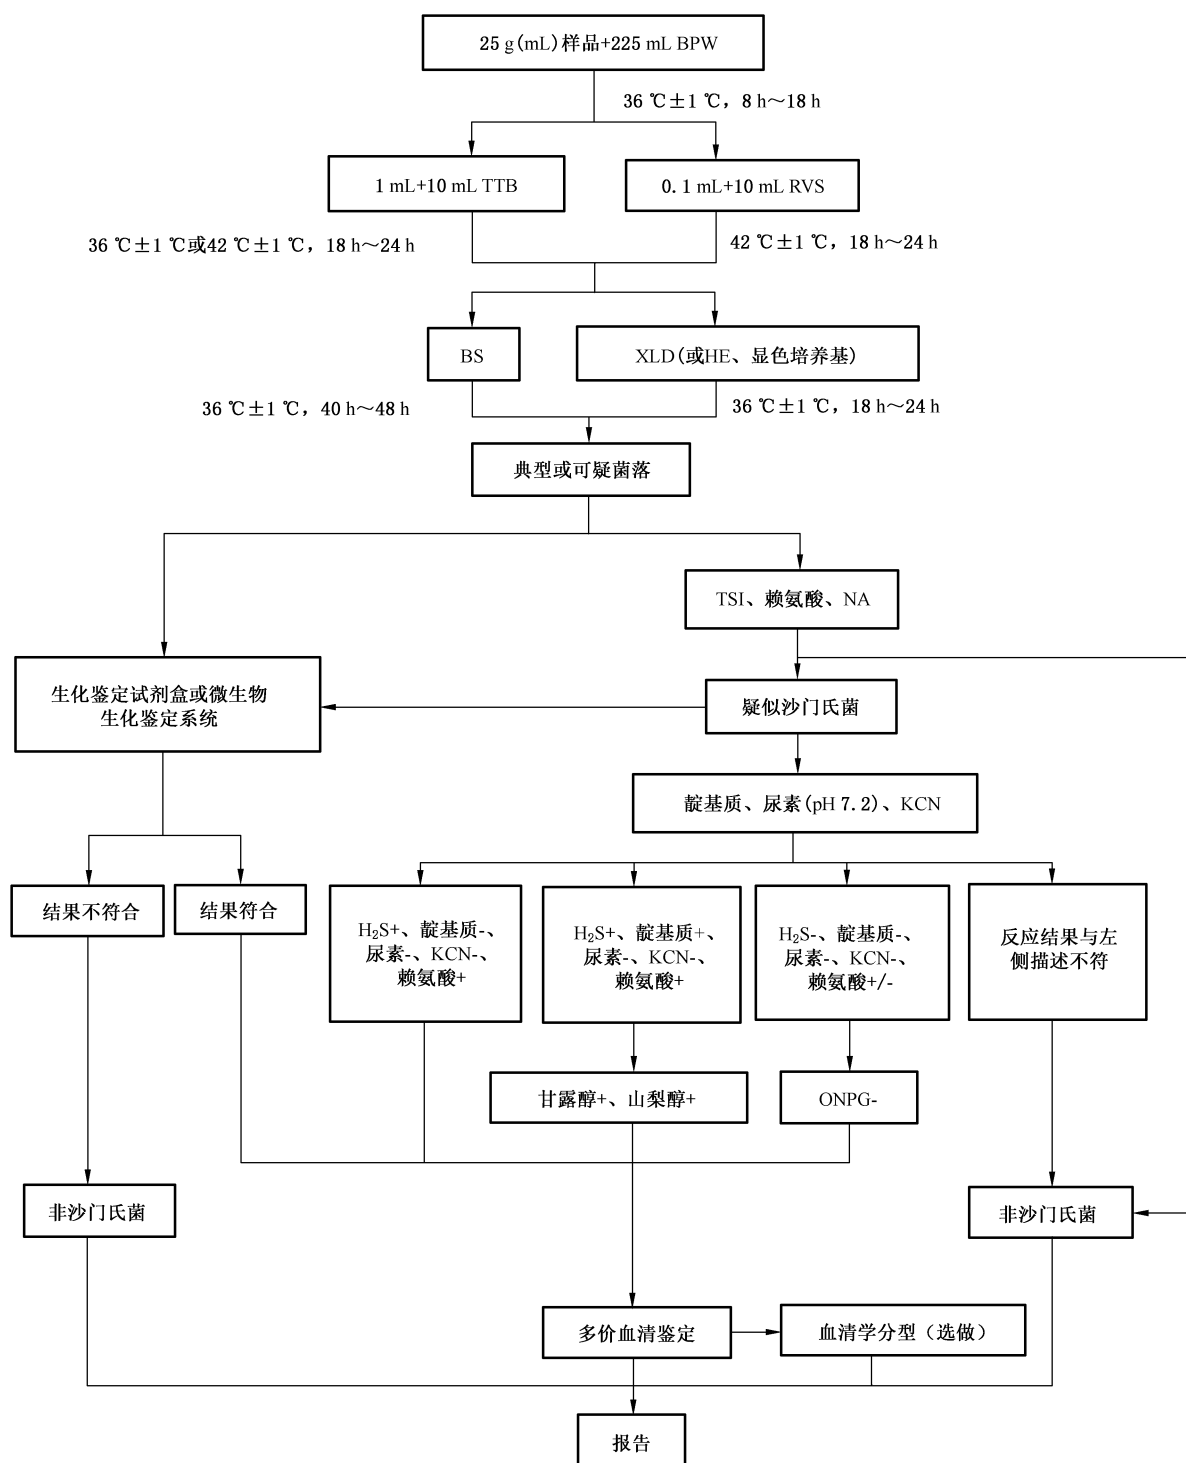 25 g(mL)样品+225 mL BPW
36 ℃±1 ℃，8 h～18 h
1 mL+10 mL TTB
0.1 mL+10 mL RVS
36 ℃±1 ℃或42 ℃±1 ℃，18 h～24 h
42 ℃±1 ℃，18 h～24 h
BS
XLD(或HE、显色培养基)
36 ℃±1 ℃，40 h～48 h
36 ℃±1 ℃，18 h～24 h
典型或可疑菌落
TSI、赖氨酸、NA
生化鉴定试剂盒或微生物
生化鉴定系统
疑似沙门氏菌
靛基质、尿素(pH 7.2)、KCN
结果不符合
结果符合
H₂S+、靛基质-、
尿素-、KCN-、
赖氨酸+
H₂S+、靛基质+、
尿素-、KCN-、
赖氨酸+
H₂S-、靛基质-、
尿素-、KCN-、
赖氨酸+/-
反应结果与左
侧描述不符
甘露醇+、山梨醇+
ONPG-
非沙门氏菌
非沙门氏菌
多价血清鉴定
血清学分型（选做）
报告